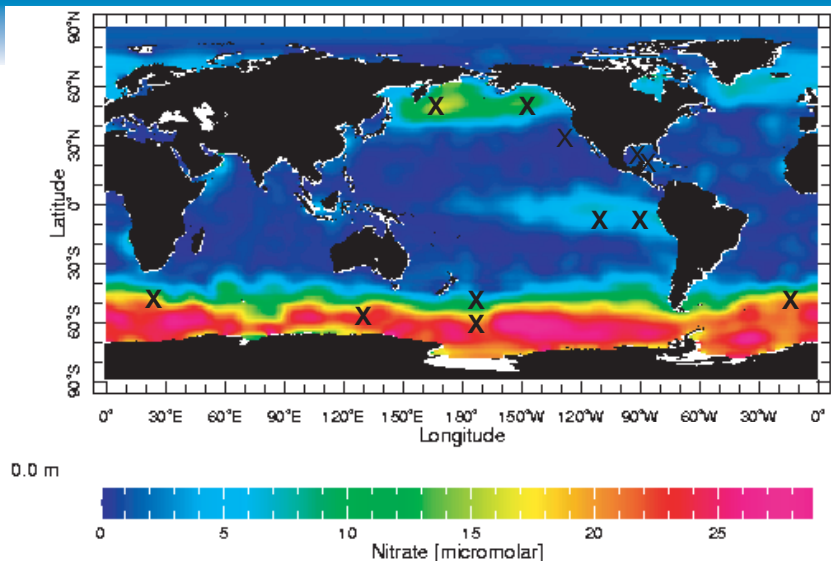 90°N
60°N
30°N
0°
30°S
60°S
90°S
Latitude
X X
X
X X
X X
X X X
X X
0° 30°E 60°E 90°E 120°E 150°E 180° 150°W 120°W 90°W 60°W 30°W 0°
Longitude
0.0 m
0 5 10 15 20 25
Nitrate [micromolar]